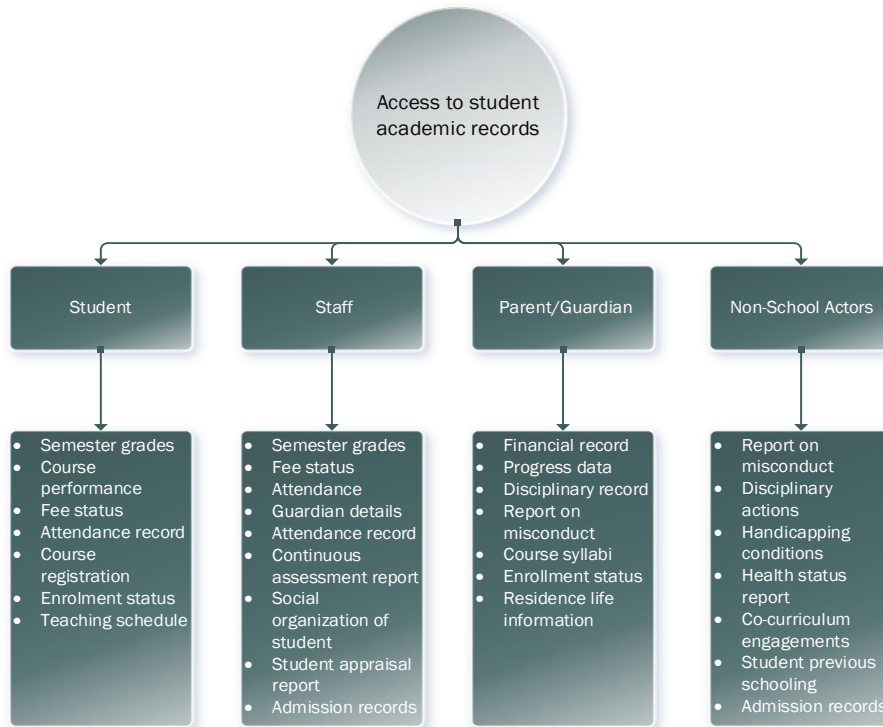 Access to student
academic records
Student
Staff
Parent/Guardian
Non-School Actors
• Semester grades
• Course
performance
• Fee status
• Attendance record
• Course
registration
• Enrolment status
• Teaching schedule
• Semester grades
• Fee status
• Attendance
• Guardian details
• Attendance record
• Continuous
assessment report
• Social
organization of
student
• Student appraisal
report
• Admission records
• Financial record
• Progress data
• Disciplinary record
• Report on
misconduct
• Course syllabi
• Enrollment status
• Residence life
information
• Report on
misconduct
• Disciplinary
actions
• Handicapping
conditions
• Health status
report
• Co-curriculum
engagements
• Student previous
schooling
• Admission records